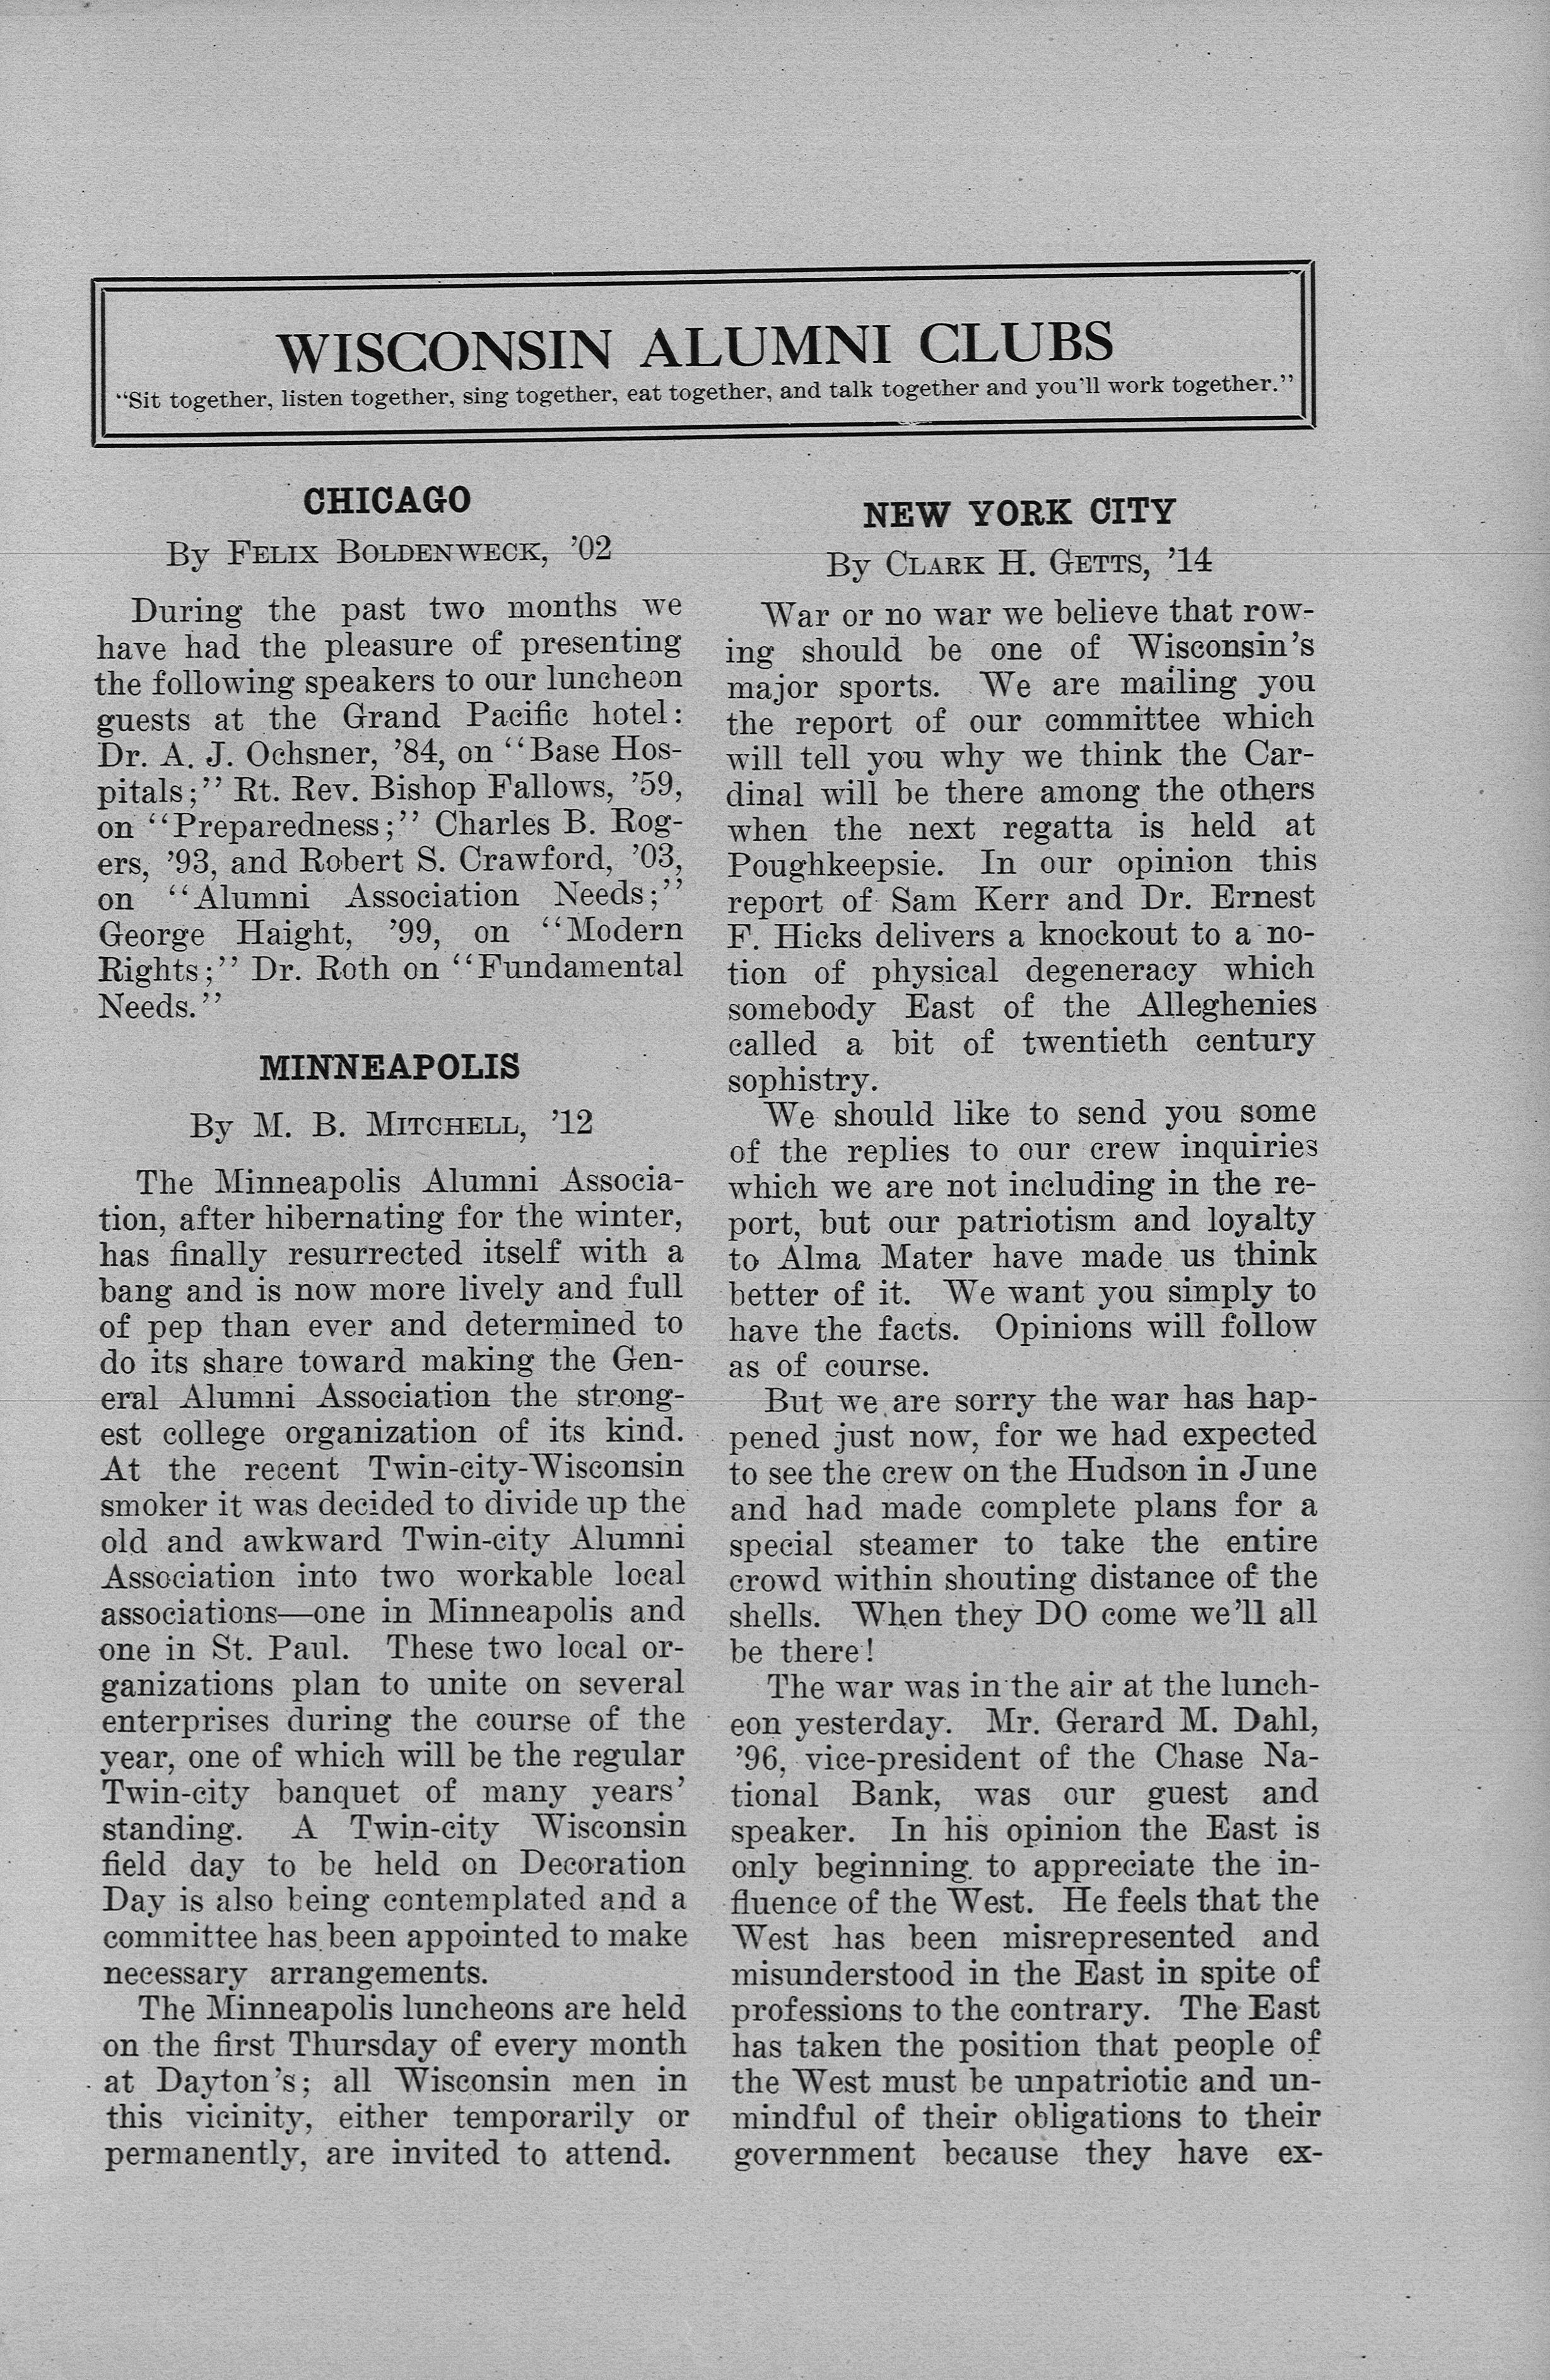 WISCONSIN ALUMNI CLUBS
"Sit together, listen together, sing together, eat together, and talk together and you'll work together."
CHICAGO
By FELIX BOLDENWECK, '02
During the past two months we
have had the pleasure of presenting
the following speakers to our luncheon
guests at the Grand Pacific hotel:
Dr. A. J. Ochsner, '84, on "Base Hos-
pitals;" Rt. Rev. Bishop Fallows, '59,
on "Preparedness;" Charles B. Rog-
ers, '93, and Robert S. Crawford, '03,
on "Alumni Association Needs;"
George Haight, '99, on "Modern
Rights;" Dr. Roth on "Fundamental
Needs."
MINNEAPOLIS
By M. B. MITCHELL, '12
The Minneapolis Alumni Associa-
tion, after hibernating for the winter,
has finally resurrected itself with a
bang and is now more lively and full
of pep than ever and determined to
do its share toward making the Gen-
eral Alumni Association the strong-
est college organization of its kind.
At the recent Twin-city-Wisconsin
smoker it was decided to divide up the
old and awkward Twin-city Alumni
Association into two workable local
associations—one in Minneapolis and
one in St. Paul. These two local or-
ganizations plan to unite on several
enterprises during the course of the
year, one of which will be the regular
Twin-city banquet of many years'
standing. A Twin-city Wisconsin
field day to be held on Decoration
Day is also being contemplated and a
committee has been appointed to make
necessary arrangements.
The Minneapolis luncheons are held
on the first Thursday of every month
at Dayton's; all Wisconsin men in
this vicinity, either temporarily or
permanently, are invited to attend.
NEW YORK CITY
By CLARK H. GETTS, '14
War or no war we believe that row-
ing should be one of Wisconsin's
major sports. We are mailing you
the report of our committee which
will tell you why we think the Car-
dinal will be there among the others
when the next regatta is held at
Poughkeepsie. In our opinion this
report of Sam Kerr and Dr. Ernest
F. Hicks delivers a knockout to a no-
tion of physical degeneracy which
somebody East of the Alleghenies
called a bit of twentieth century
sophistry.
We should like to send you some
of the replies to our crew inquiries
which we are not including in the re-
port, but our patriotism and loyalty
to Alma Mater have made us think
better of it. We want you simply to
have the facts. Opinions will follow
as of course.
But we are sorry the war has hap-
pened just now, for we had expected
to see the crew on the Hudson in June
and had made complete plans for a
special steamer to take the entire
crowd within shouting distance of the
shells. When they DO come we'll all
be there!
The war was in the air at the lunch-
eon yesterday. Mr. Gerard M. Dahl,
'96, vice-president of the Chase Na-
tional Bank, was our guest and
speaker. In his opinion the East is
only beginning to appreciate the in-
fluence of the West. He feels that the
West has been misrepresented and
misunderstood in the East in spite of
professions to the contrary. The East
has taken the position that people of
the West must be unpatriotic and un-
mindful of their obligations to their
government because they have ex-